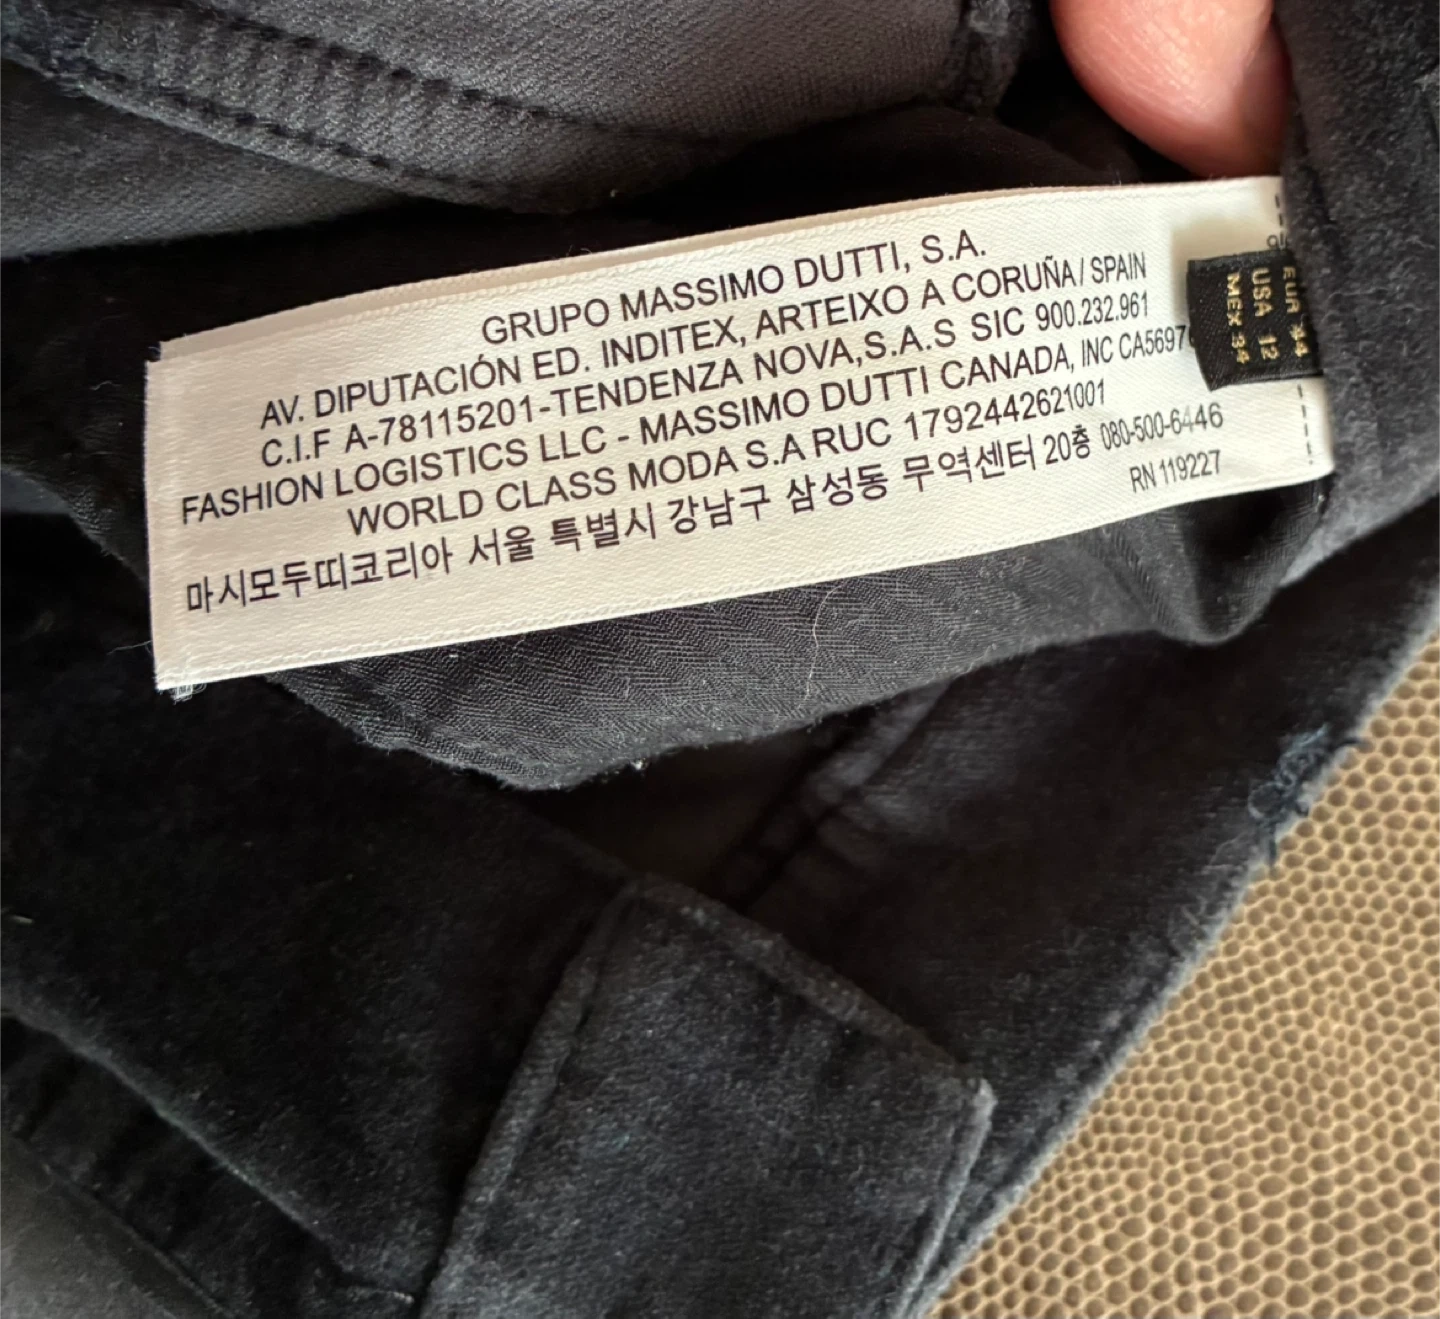 GRUPO MASSIMO DUTTI, S.A.
AV. DIPUTACIÓN ED. INDITEX, ARTEIXO A CORUÑA / SPAIN
C.I.F A-78115201-TENDENZA NOVA,S.A.S SIC 900.232.961
FASHION LOGISTICS LLC - MASSIMO DUTTI CANADA, INC
WORLD CLASS MODA S.A RUC 1792442621001
마시모두띠코리아 서울 특별시 강남구 삼성동 무역센터 20층 080-500-6446
RN 119227
EUR 44
USA 12
MEX 34